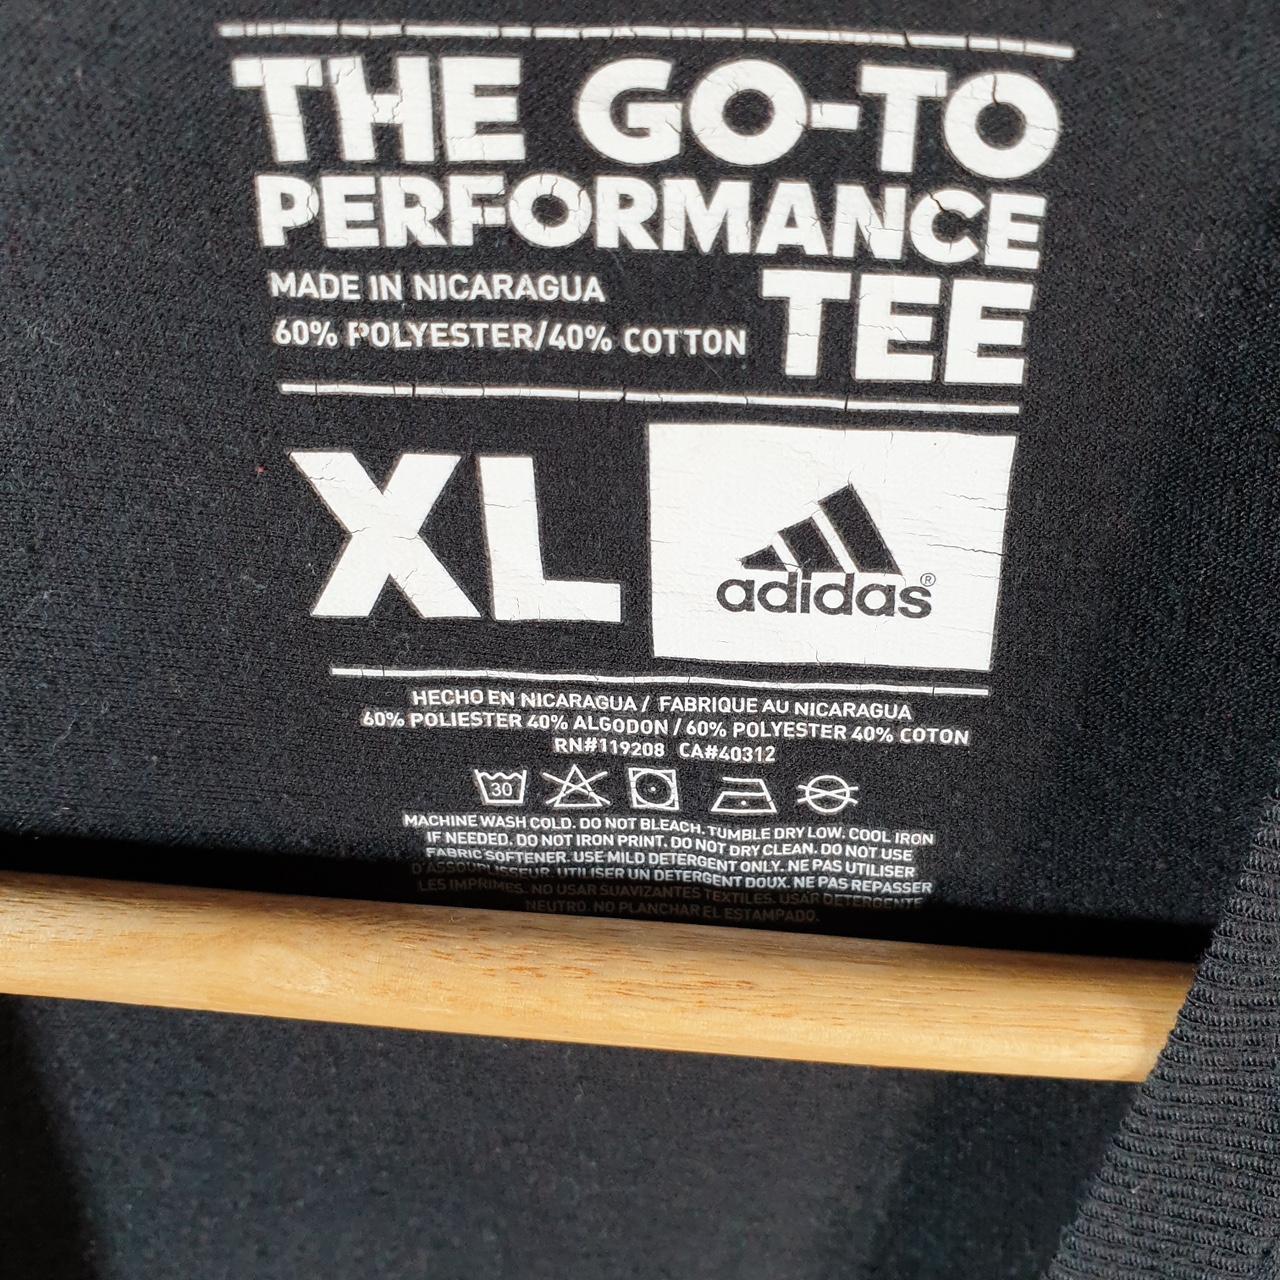 THE GO-TO
PERFORMANCE
TEE
MADE IN NICARAGUA
60% POLYESTER/40% COTTON
XL
adidas®
HECHO EN NICARAGUA / FABRIQUE AU NICARAGUA
60% POLIESTER 40% ALGODON / 60% POLYESTER 40% COTON
RN#119208 CA#40312
30
MACHINE WASH COLD. DO NOT BLEACH. TUMBLE DRY LOW. COOL IRON
IF NEEDED. DO NOT IRON PRINT. DO NOT DRY CLEAN. DO NOT USE
FABRIC SOFTENER. USE MILD DETERGENT ONLY. NE PAS UTILISER
D'ASSOUPLISSEUR. UTILISER UN DETERGENT DOUX. NE PAS REPASSER
LES IMPRIMES. NO USAR SUAVIZANTES TEXTILES. USAR DETERGENTE
NEUTRO. NO PLANCHAR EL ESTAMPADO.